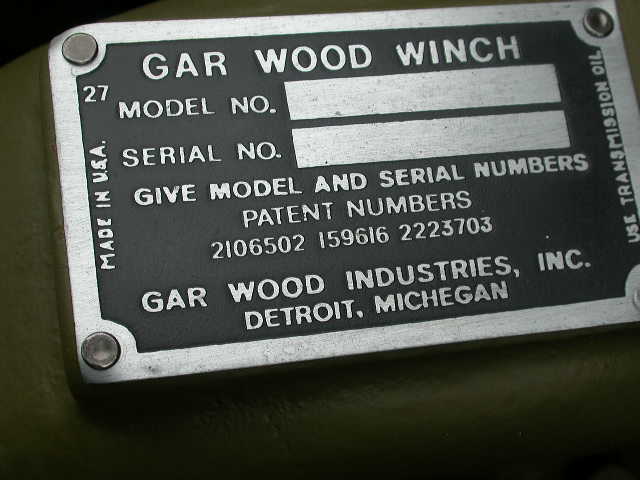 GAR WOOD WINCH
27
MODEL NO.
SERIAL NO.
GIVE MODEL AND SERIAL NUMBERS
PATENT NUMBERS
2106502 159616 2223703
GAR WOOD INDUSTRIES, INC.
DETROIT, MICHEGAN
MADE IN U.S.A.
USE TRANSMISSION OIL